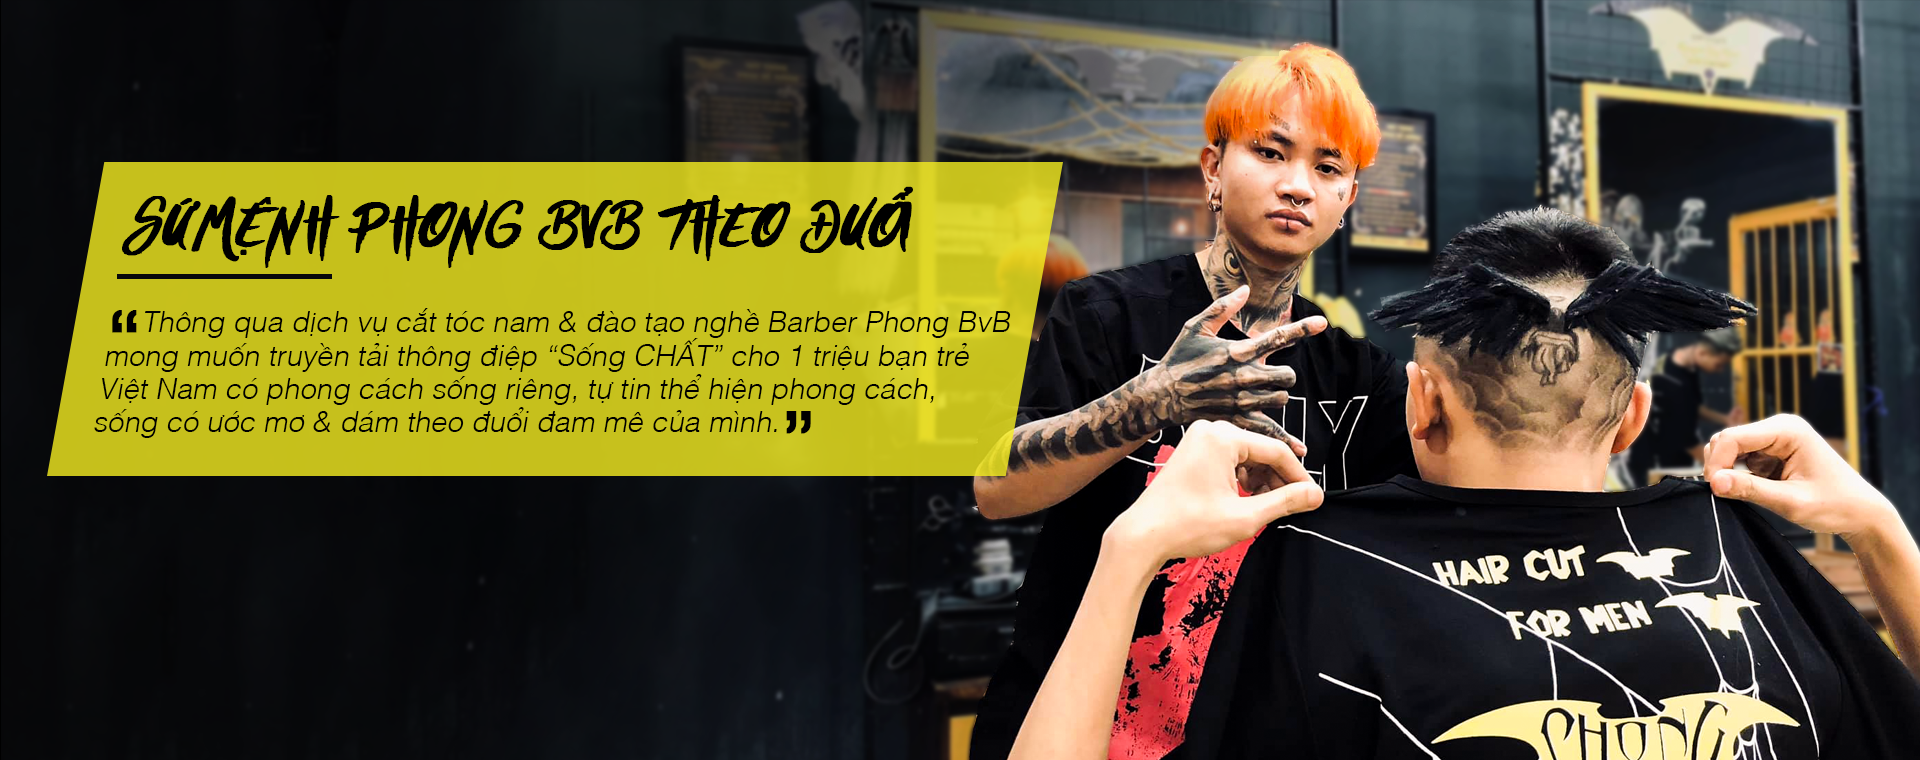 SỨ MỆNH PHONG BVB THEO ĐUỔI
“Thông qua dịch vụ cắt tóc nam & đào tạo nghề Barber Phong BvB
mong muốn truyền tải thông điệp “Sống CHẤT” cho 1 triệu bạn trẻ
Việt Nam có phong cách sống riêng, tự tin thể hiện phong cách,
sống có ước mơ & dám theo đuổi đam mê của mình.”
HAIR CUT
FOR MEN
PHONG